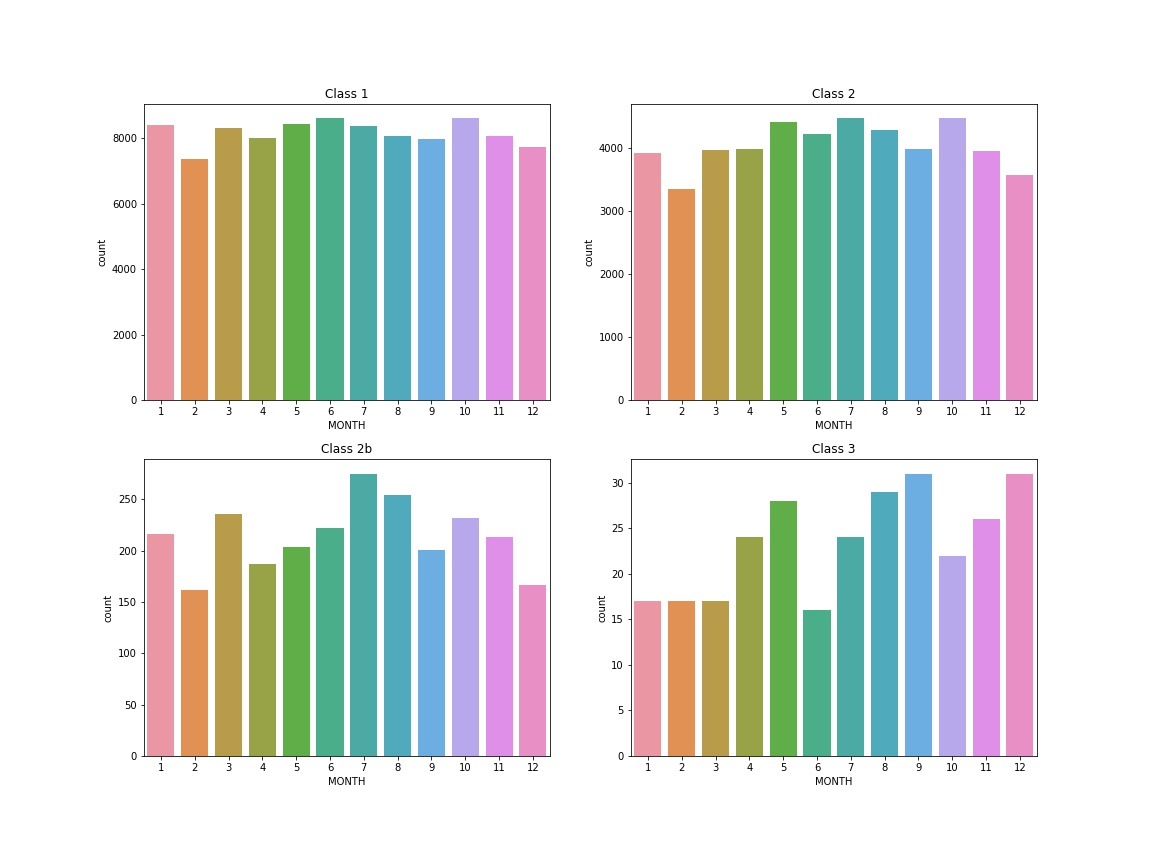 Class 1
8000
6000
4000
2000
0
count
1 2 3 4 5 6 7 8 9 10 11 12
MONTH
Class 2
4000
3000
2000
1000
0
count
1 2 3 4 5 6 7 8 9 10 11 12
MONTH
Class 2b
250
200
150
100
50
0
count
1 2 3 4 5 6 7 8 9 10 11 12
MONTH
Class 3
30
25
20
15
10
5
0
count
1 2 3 4 5 6 7 8 9 10 11 12
MONTH